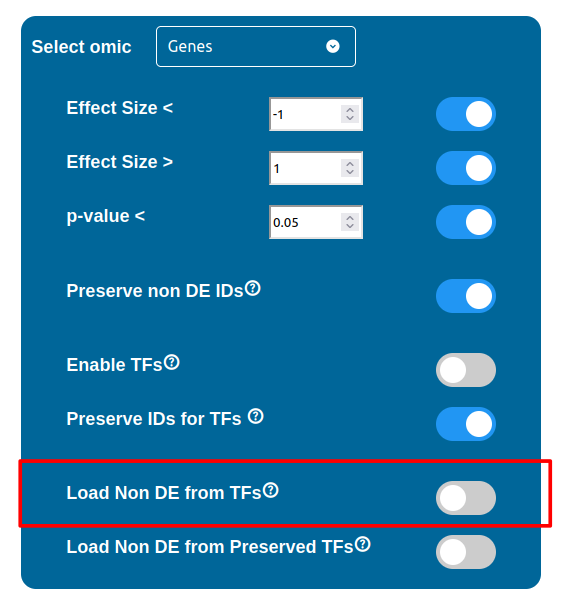 Select omic Genes
Effect Size < -1
Effect Size > 1
p-value < 0.05
Preserve non DE IDs?
Enable TFs?
Preserve IDs for TFs ?
Load Non DE from TFs?
Load Non DE from Preserved TFs?